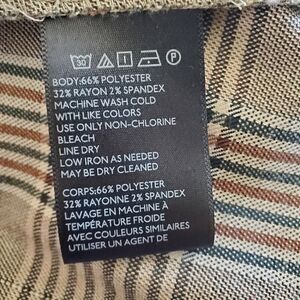 30 P
BODY:66% POLYESTER
32% RAYON 2% SPANDEX
MACHINE WASH COLD
WITH LIKE COLORS
USE ONLY NON-CHLORINE
BLEACH
LINE DRY
LOW IRON AS NEEDED
MAY BE DRY CLEANED
CORPS:66% POLYESTER
32% RAYONNE 2% SPANDEX
LAVAGE EN MACHINE À
TEMPÉRATURE FROIDE
AVEC COULEURS SIMILAIRES
UTILISER UN AGENT DE